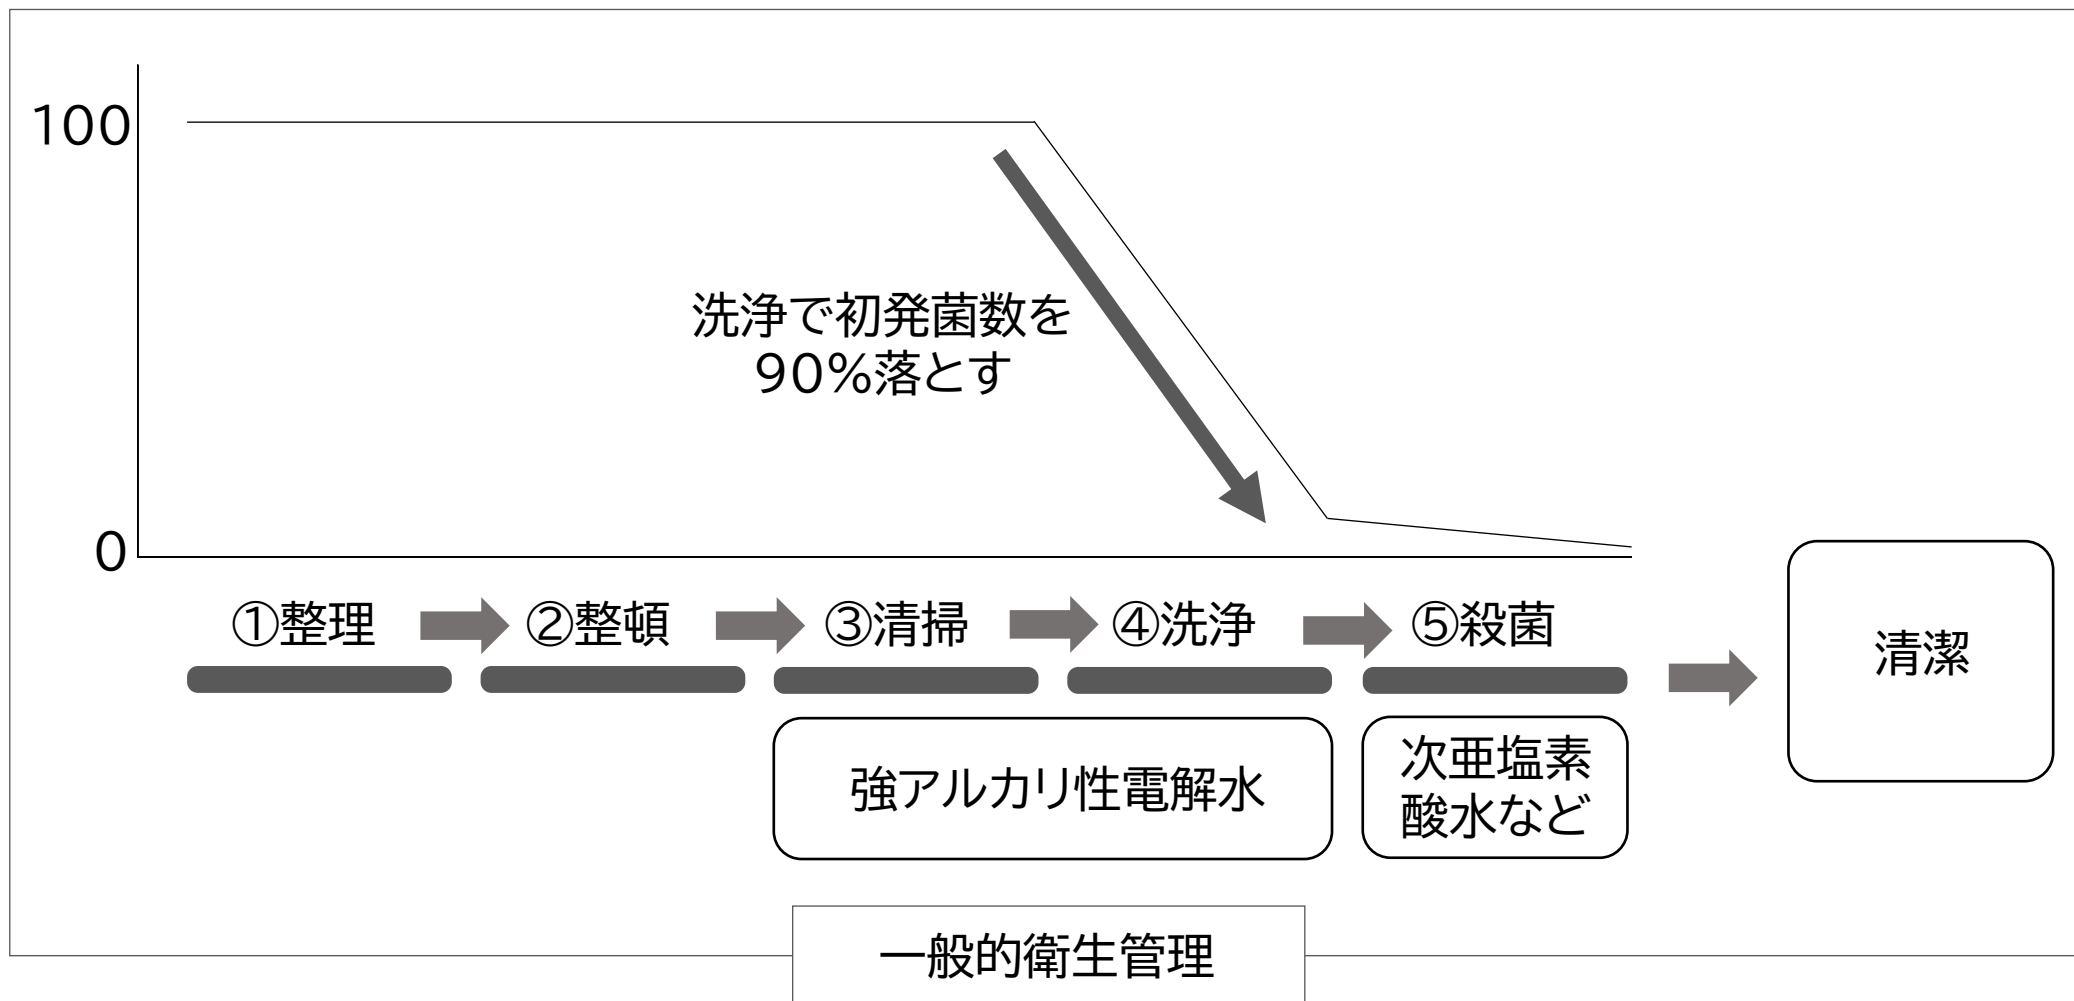 100
洗浄で初発菌数を
90%落とす
0
①整理
②整頓
③清掃
④洗浄
⑤殺菌
清潔
強アルカリ性電解水
次亜塩素
酸水など
一般的衛生管理